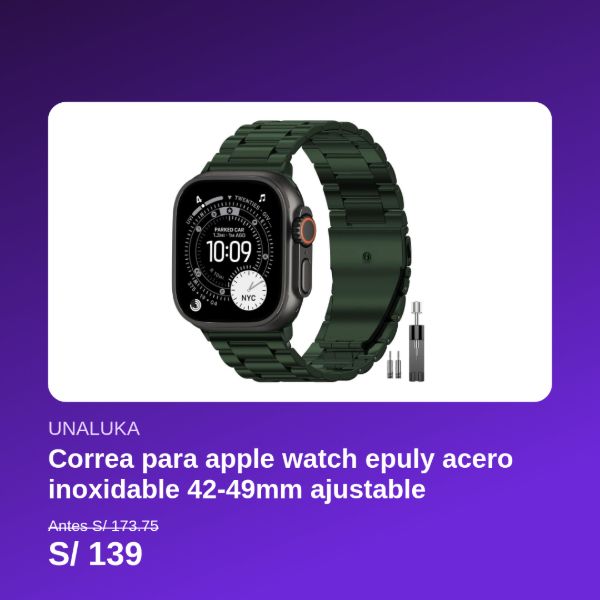 4
PARKED CAR
10:09
NYC
UNALUKA
Correa para apple watch epuly acero
inoxidable 42-49mm ajustable
Antes S/ 173.75
S/ 139